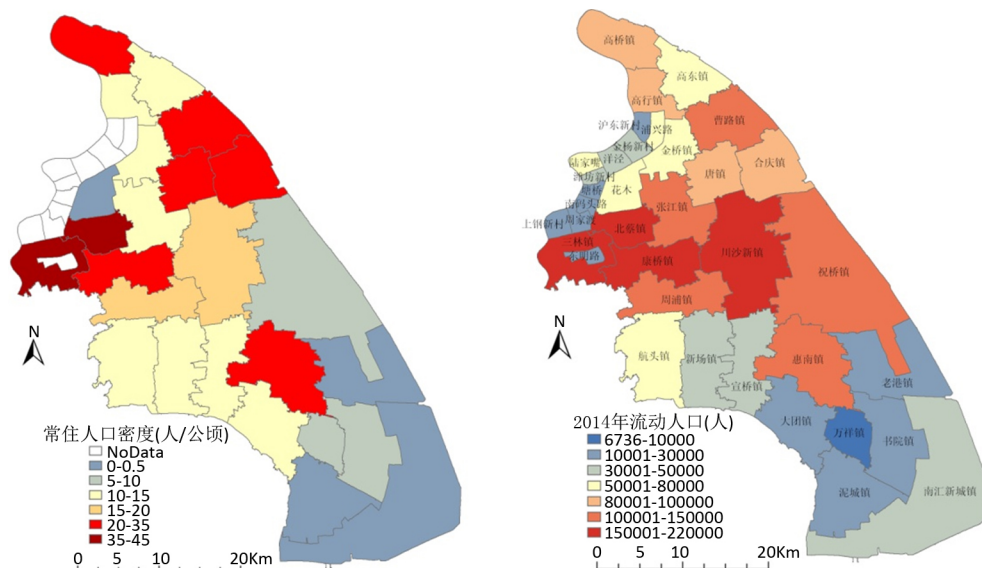 N
常住人口密度(人/公顷)
NoData
0-0.5
5-10
10-15
15-20
20-35
35-45
0 5 10 20Km
高桥镇
高东镇
高行镇
曹路镇
沪东新村
浦兴路
金杨新村
金桥镇
洋泾
陆家嘴
合庆镇
唐镇
潍坊新村
塘桥
花木
南码头路
张江镇
上钢新村
周家渡
北蔡镇
三林镇
东明路
康桥镇
川沙新镇
祝桥镇
周浦镇
N
航头镇
新场镇
宣桥镇
惠南镇
老港镇
2014年流动人口(人)
6736-10000
10001-30000
30001-50000
50001-80000
80001-100000
100001-150000
150001-220000
大团镇
万祥镇
书院镇
泥城镇
南汇新城镇
0 5 10 20Km